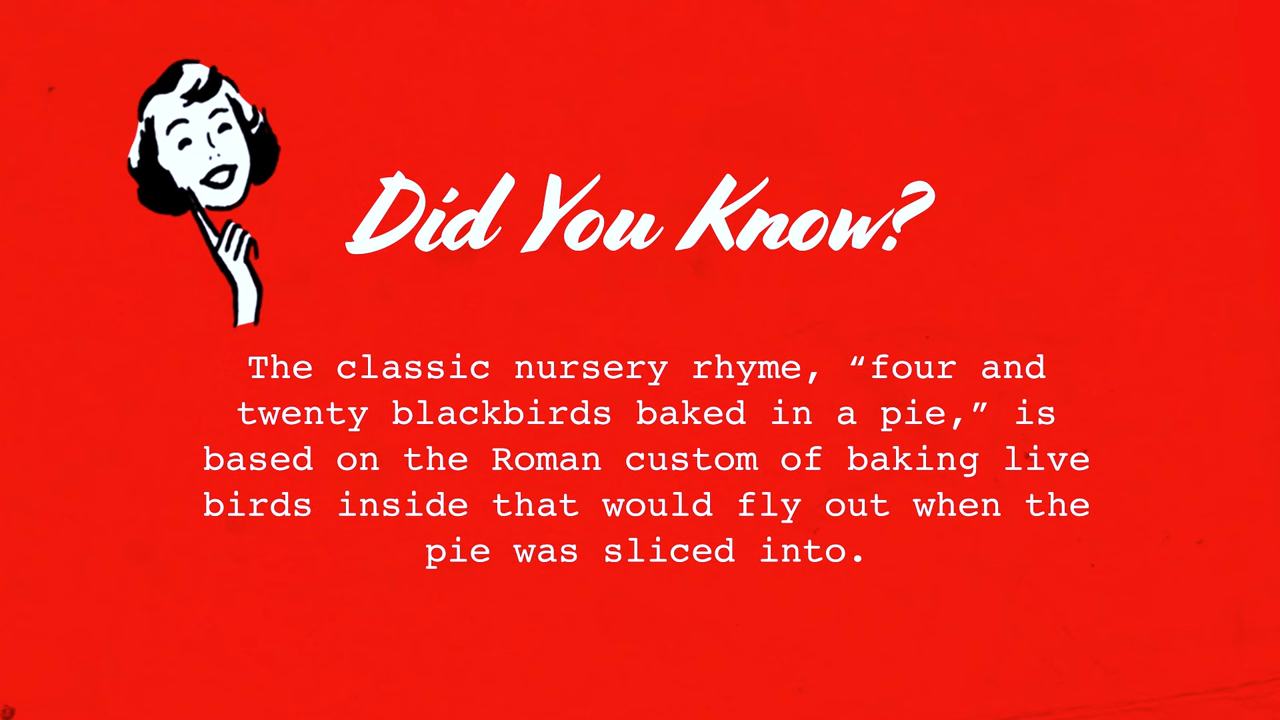 Did You Know?
The classic nursery rhyme, “four and
twenty blackbirds baked in a pie,” is
based on the Roman custom of baking live
birds inside that would fly out when the
pie was sliced into.